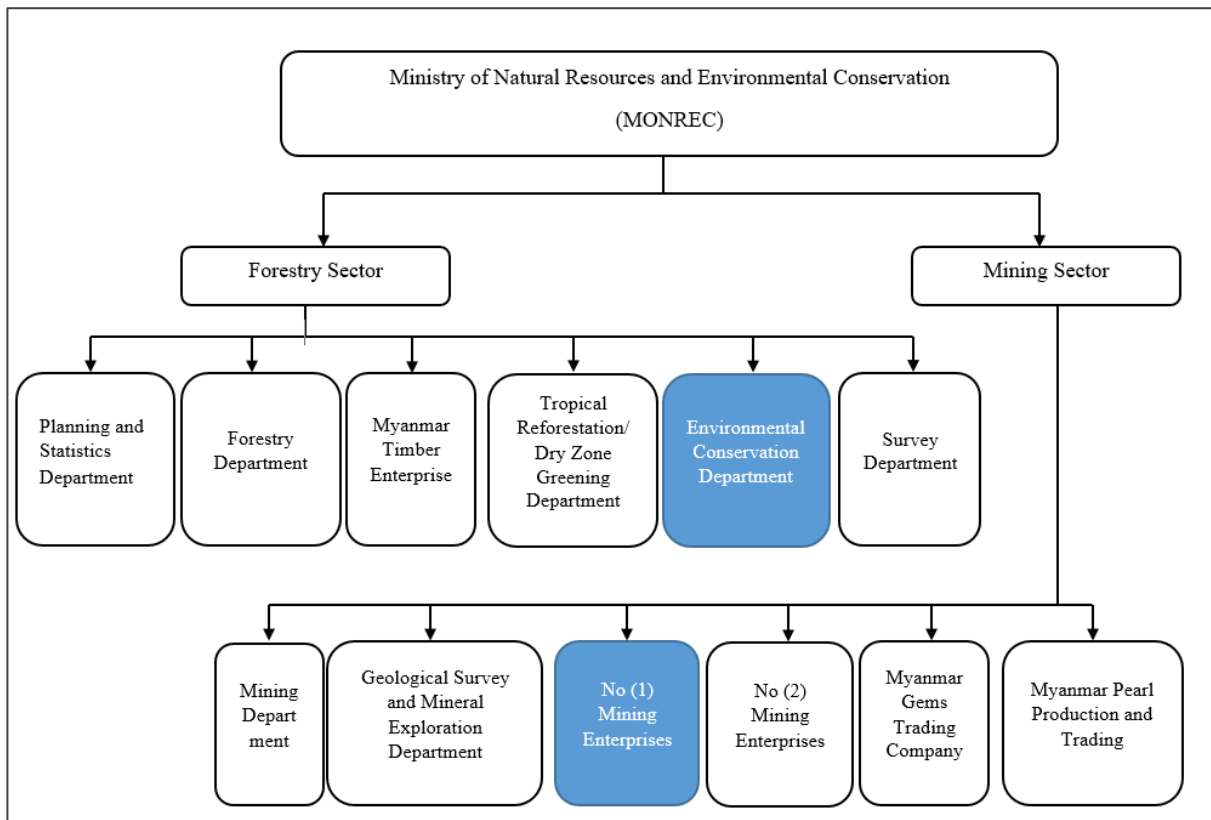 Ministry of Natural Resources and Environmental Conservation
(MONREC)
Forestry Sector
Mining Sector
Planning and
Statistics
Department
Forestry
Department
Myanmar
Timber
Enterprise
Tropical
Reforestation/
Dry Zone
Greening
Department
Environmental
Conservation
Department
Survey
Department
Mining
Depart
ment
Geological Survey
and Mineral
Exploration
Department
No (1)
Mining
Enterprises
No (2)
Mining
Enterprises
Myanmar
Gems
Trading
Company
Myanmar Pearl
Production and
Trading